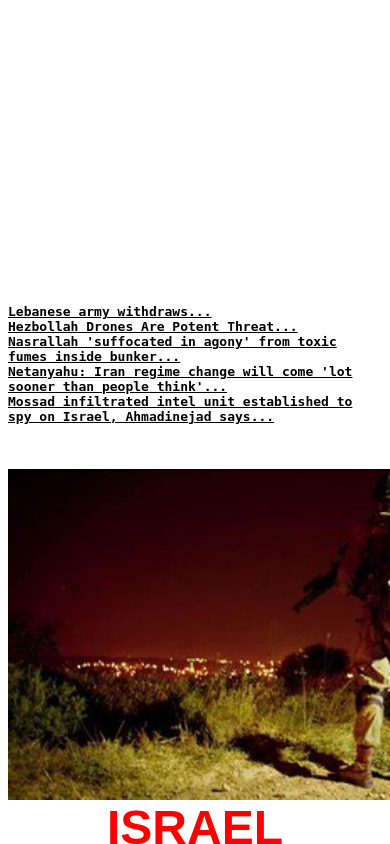 Lebanese army withdraws...
Hezbollah Drones Are Potent Threat...
Nasrallah 'suffocated in agony' from toxic
fumes inside bunker...
Netanyahu: Iran regime change will come 'lot
sooner than people think'...
Mossad infiltrated intel unit established to
spy on Israel, Ahmadinejad says...
ISRAEL